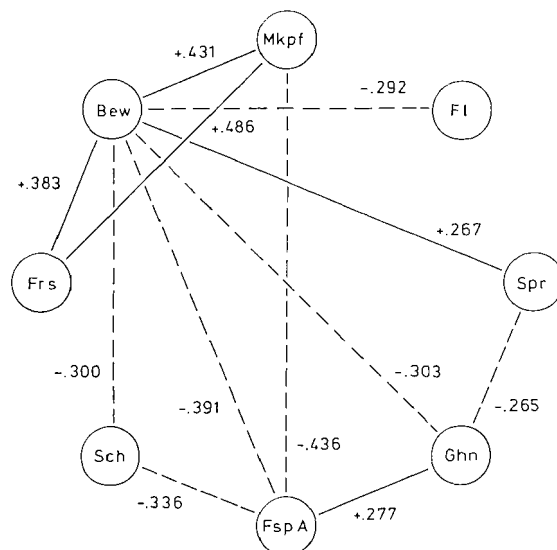 Mkpf
+.431
-.292
Bew
Fl
+.486
+.383
+.267
Frs
Spr
-.300
-.303
-.265
-.391
-.436
Sch
Ghn
-.336
+.277
FspA